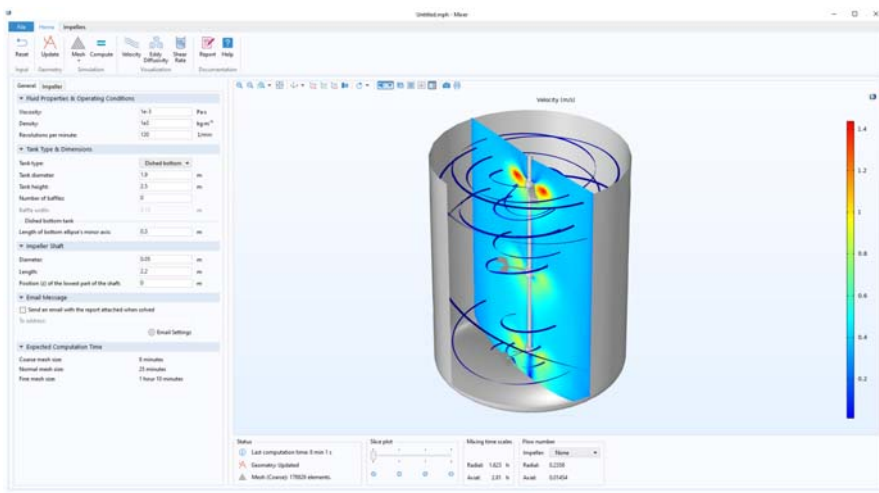 Untitled.mph - Mixer
File Home Impellers
Reset Update Mesh Compute Velocity Eddy Diffusivity Shear Rate Report Help
Input Geometry Simulation Visualization Documentation
General Impeller
Fluid Properties & Operating Conditions
Viscosity: 1e-3 Pa·s
Density: 1e3 kg·m⁻³
Revolutions per minute: 120 1/min
Tank Type & Dimensions
Tank type: Dished bottom
Tank diameter: 1.9 m
Tank height: 2.5 m
Number of baffles: 0
Baffle width: m
Dished bottom tank
Length of bottom ellipse's minor axis: 0.3 m
Impeller Shaft
Diameter: 0.05 m
Length: 2.2 m
Position (z) of the lowest part of the shaft: 0 m
Email Message
Send an email with the report attached when solved
To address:
Email Settings
Expected Computation Time
Coarse mesh size: 8 minutes
Normal mesh size: 25 minutes
Fine mesh size: 1 hour 10 minutes
Velocity (m/s)
1.4
1.2
1
0.8
0.6
0.4
0.2
Status
Last computation time: 8 min 1 s
Geometry: Updated
Mesh (Coarse): 178929 elements.
Slice plot
Mixing time scales
Radial: 1.823 h
Axial: 2.01 h
Flow number
Impeller: None
Radial: 0.2338
Axial: 0.01454